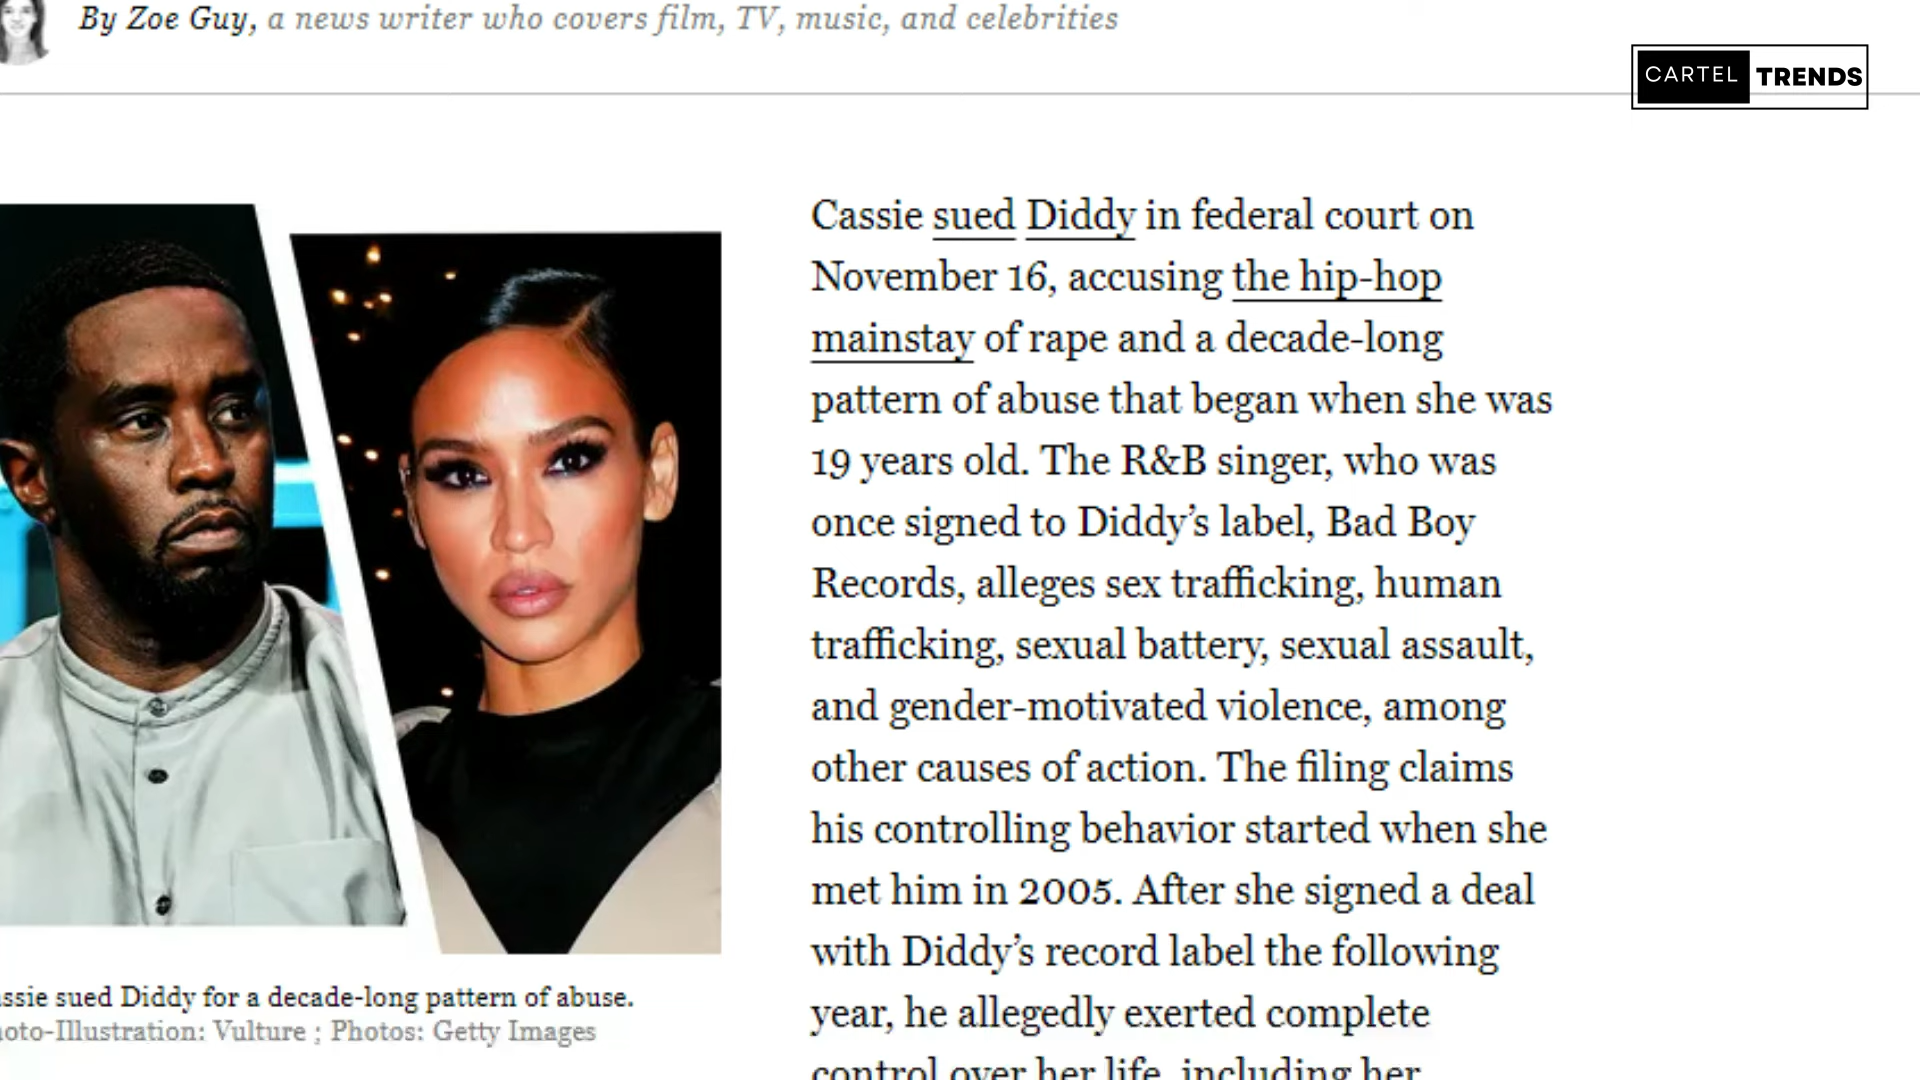 By Zoe Guy, a news writer who covers film, TV, music, and celebrities
CARTEL TRENDS
Cassie sued Diddy in federal court on
November 16, accusing the hip-hop
mainstay of rape and a decade-long
pattern of abuse that began when she was
19 years old. The R&B singer, who was
once signed to Diddy’s label, Bad Boy
Records, alleges sex trafficking, human
trafficking, sexual battery, sexual assault,
and gender-motivated violence, among
other causes of action. The filing claims
his controlling behavior started when she
met him in 2005. After she signed a deal
with Diddy’s record label the following
year, he allegedly exerted complete
control over her life, including her
ssie sued Diddy for a decade-long pattern of abuse.
oto-Illustration: Vulture ; Photos: Getty Images